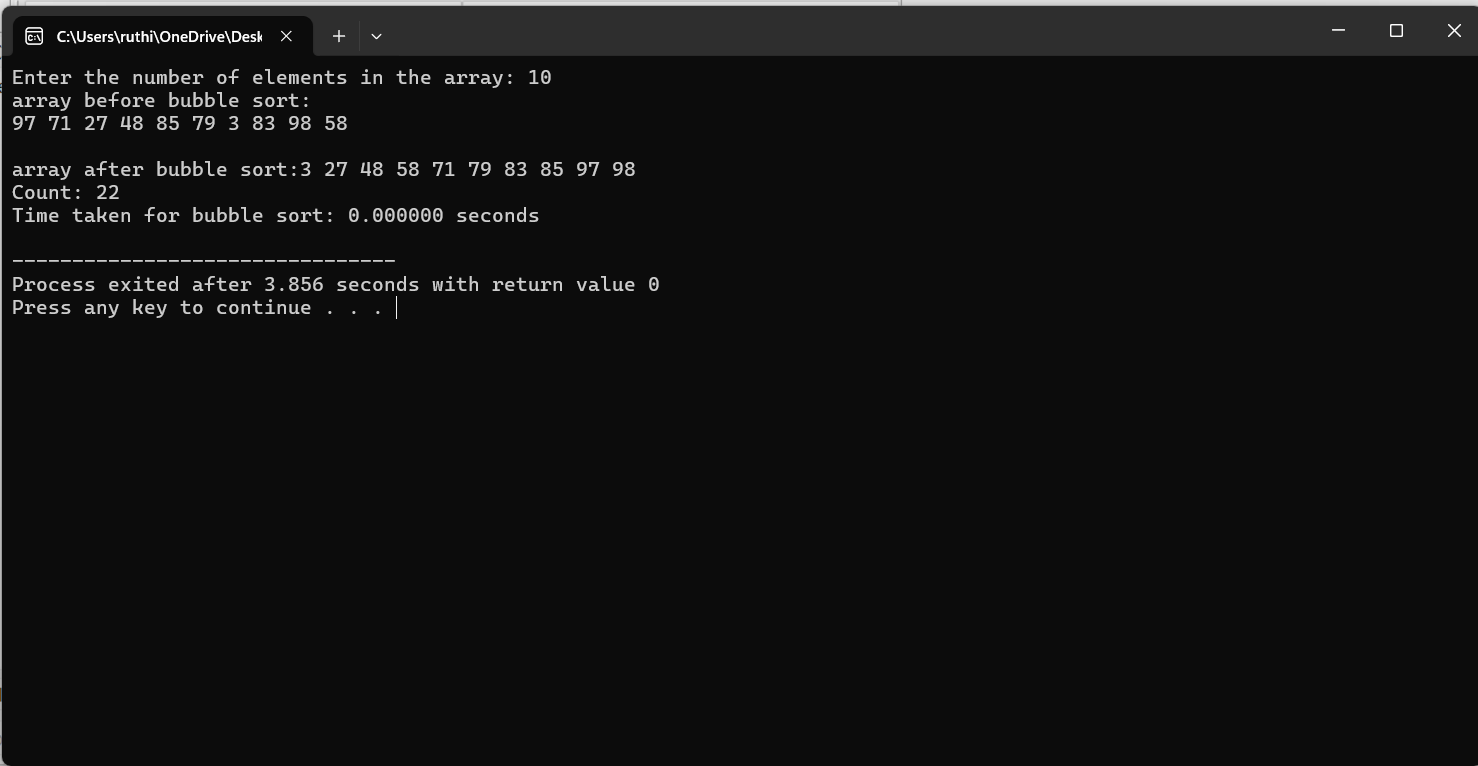 C:\Users\ruthi\OneDrive\Desk
Enter the number of elements in the array: 10
array before bubble sort:
97 71 27 48 85 79 3 83 98 58
array after bubble sort:3 27 48 58 71 79 83 85 97 98
Count: 22
Time taken for bubble sort: 0.000000 seconds
--------------------------------
Process exited after 3.856 seconds with return value 0
Press any key to continue . . .